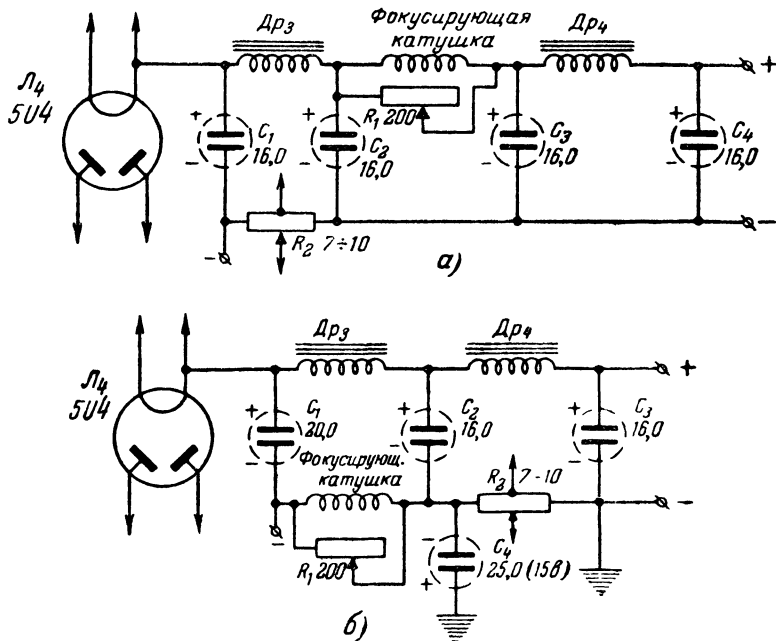 Др₃
Фокусирующая
катушка
Др₄
+
Л₄
5U4
+
C₁
16,0
-
+
R₁ 200
C₂
16,0
-
+
C₃
16,0
-
+
C₄
16,0
-
-
R₂ 7÷10
-
а)
Др₃
Др₄
+
Л₄
5U4
+
C₁
20,0
-
+
C₂
16,0
-
+
C₃
16,0
-
Фокусирующ.
катушка
R₂ 7-10
-
-
R₁ 200
-
C₄
25,0 (15в)
+
б)